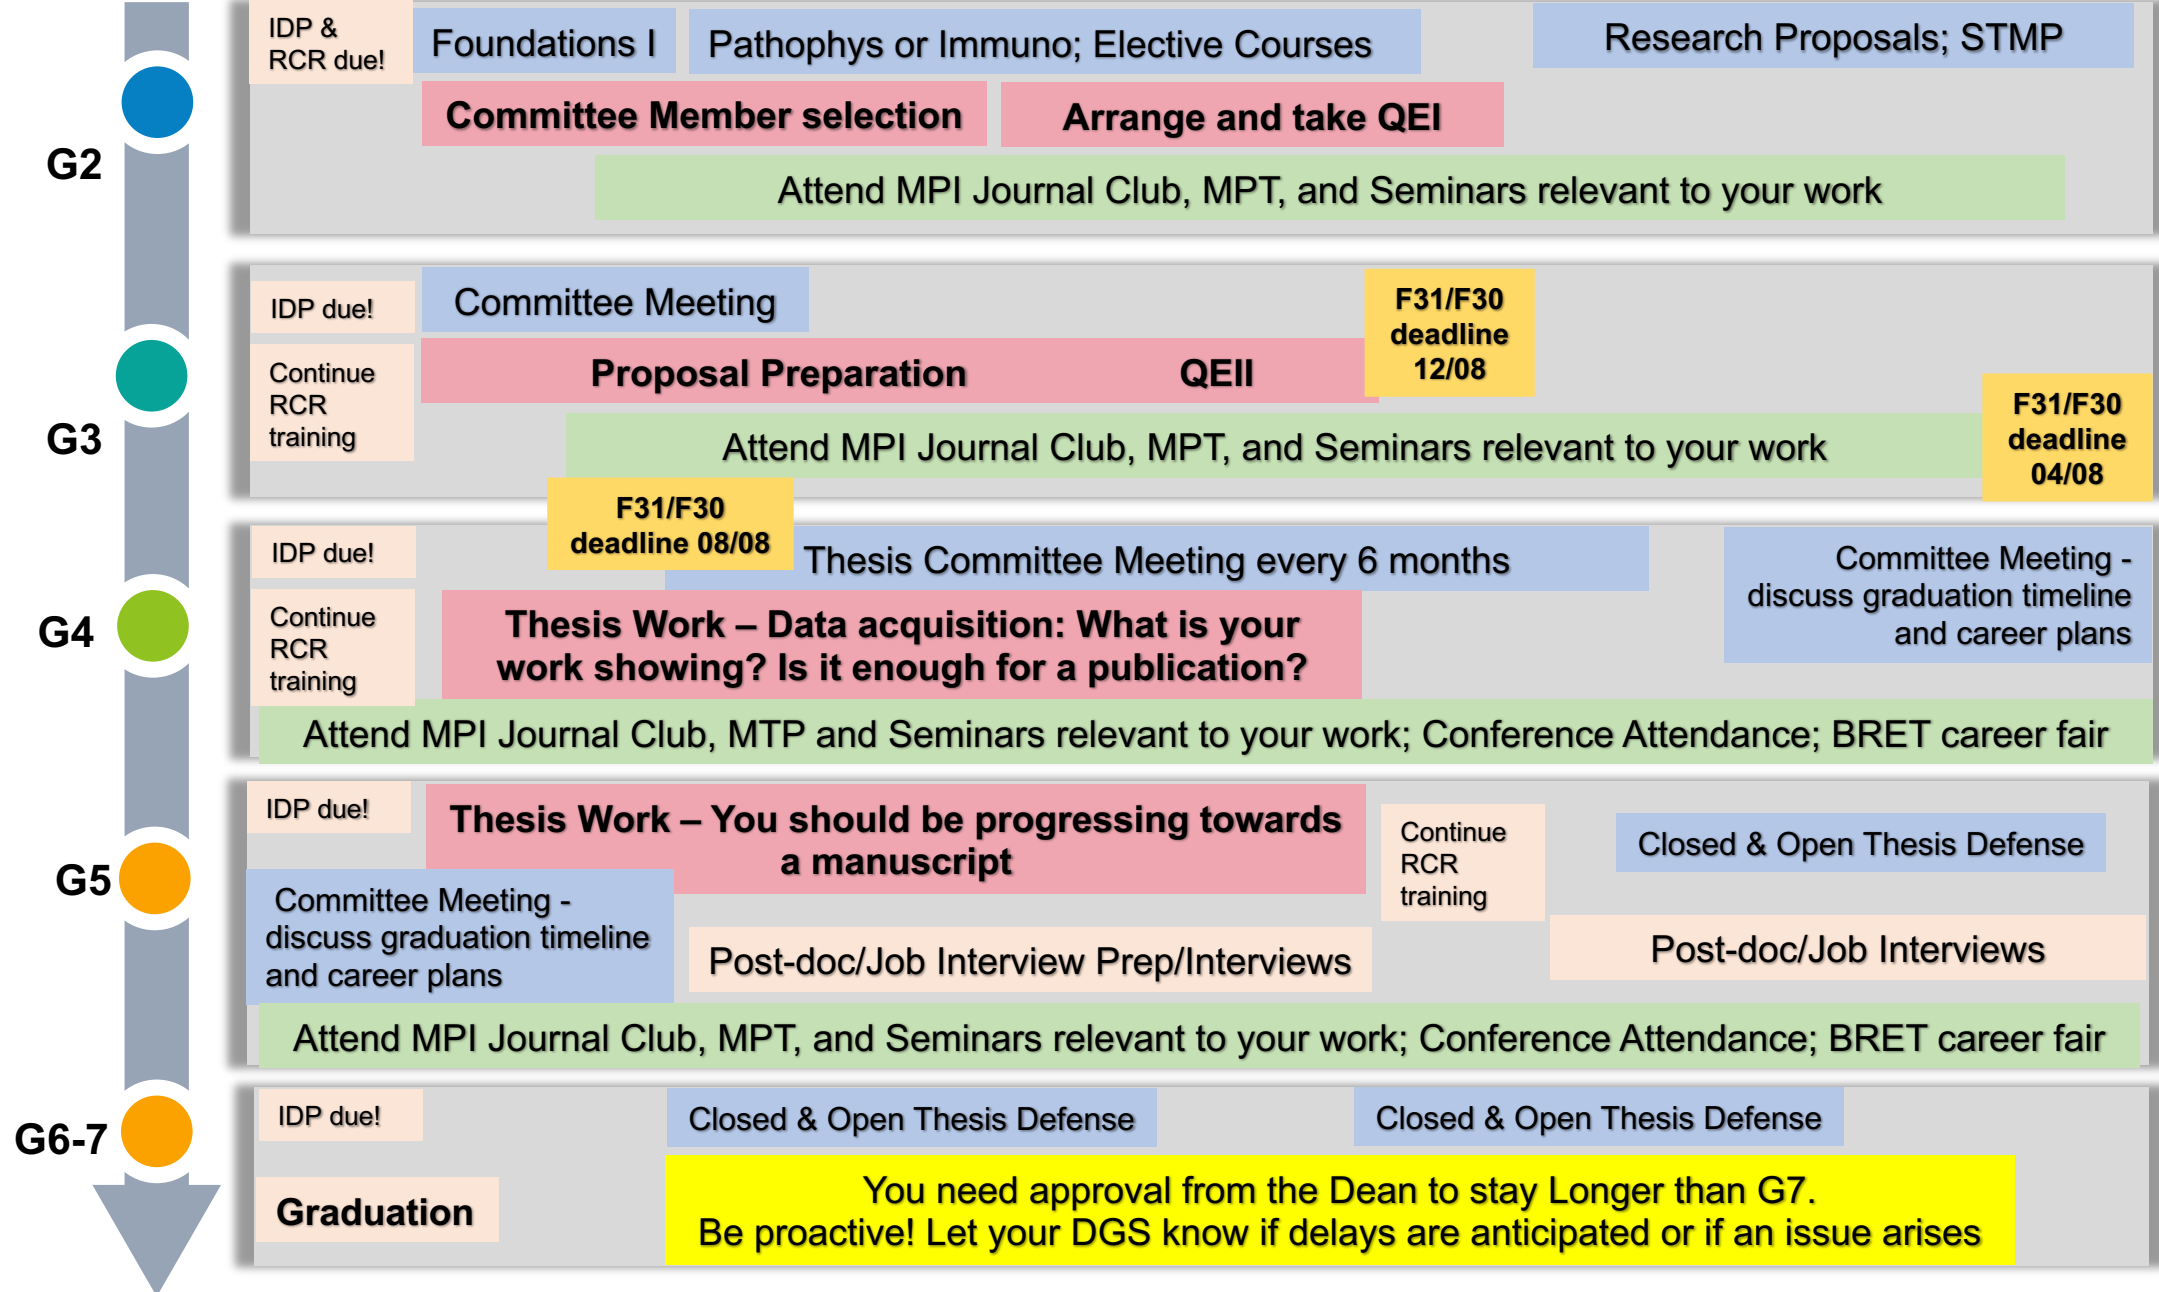 G2
IDP &
RCR due!
Foundations I
Pathophys or Immuno; Elective Courses
Research Proposals; STMP
Committee Member selection
Arrange and take QEI
Attend MPI Journal Club, MPT, and Seminars relevant to your work
G3
IDP due!
Committee Meeting
F31/F30
deadline
12/08
Continue
RCR
training
Proposal Preparation QEII
Attend MPI Journal Club, MPT, and Seminars relevant to your work
F31/F30
deadline
04/08
F31/F30
deadline 08/08
G4
IDP due!
Thesis Committee Meeting every 6 months
Committee Meeting -
discuss graduation timeline
and career plans
Continue
RCR
training
Thesis Work – Data acquisition: What is your
work showing? Is it enough for a publication?
Attend MPI Journal Club, MTP and Seminars relevant to your work; Conference Attendance; BRET career fair
G5
IDP due!
Thesis Work – You should be progressing towards
a manuscript
Continue
RCR
training
Closed & Open Thesis Defense
Committee Meeting -
discuss graduation timeline
and career plans
Post-doc/Job Interview Prep/Interviews
Post-doc/Job Interviews
Attend MPI Journal Club, MPT, and Seminars relevant to your work; Conference Attendance; BRET career fair
G6-7
IDP due!
Closed & Open Thesis Defense
Closed & Open Thesis Defense
Graduation
You need approval from the Dean to stay Longer than G7.
Be proactive! Let your DGS know if delays are anticipated or if an issue arises